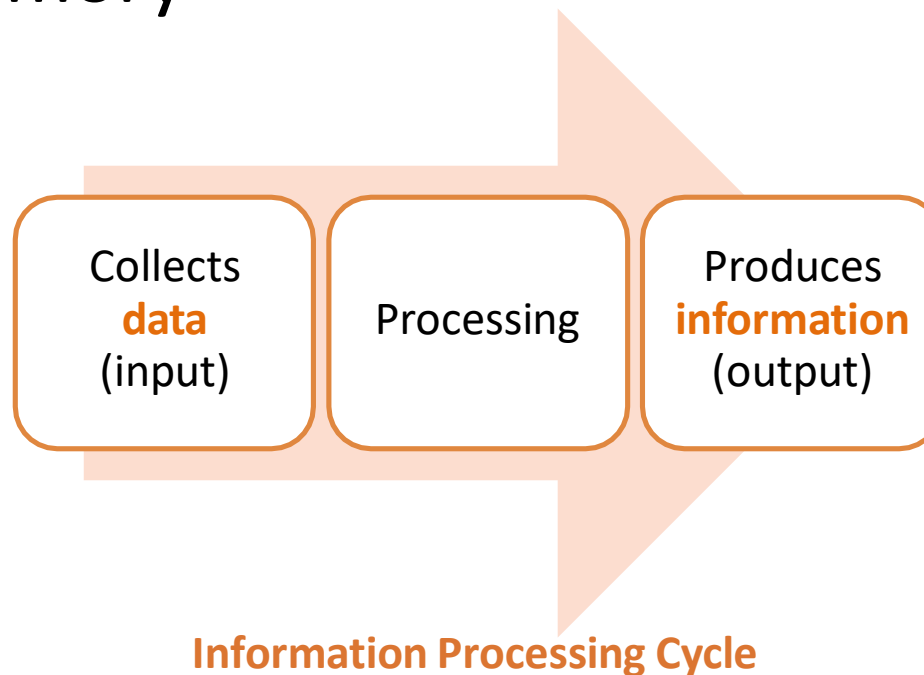 Collects
data
(input)
Processing
Produces
information
(output)
Information Processing Cycle